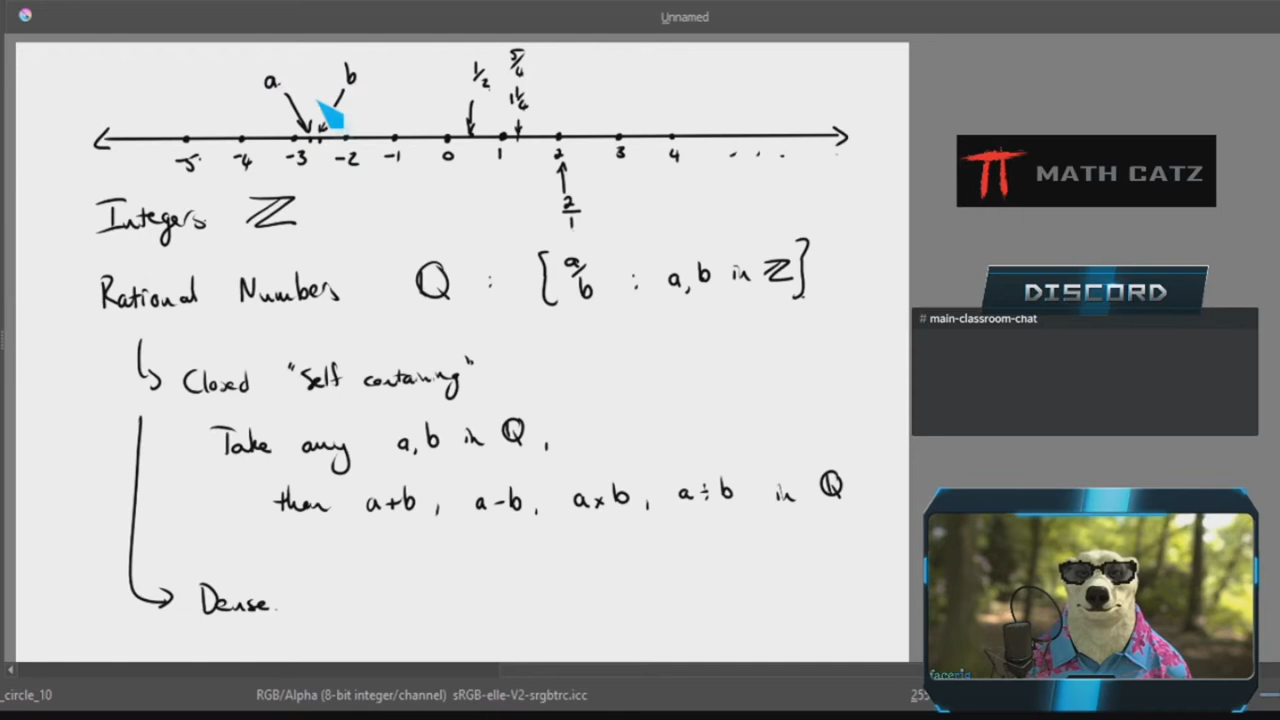 Unnamed
a b 1/2 5/4
1 1/4
-5 -4 -3 -2 -1 0 1 2 3 4 . . . .
2/1
Integers ℤ
Rational Numbers ℚ : { a/b : a, b in ℤ }
Closed "Self containing"
Take any a, b in ℚ,
then a+b, a-b, a×b, a÷b in ℚ
Dense.
π MATH CATZ
DISCORD
# main-classroom-chat
facerig
_circle_10
RGB/Alpha (8-bit integer/channel) sRGB-elle-V2-srgbtrc.icc